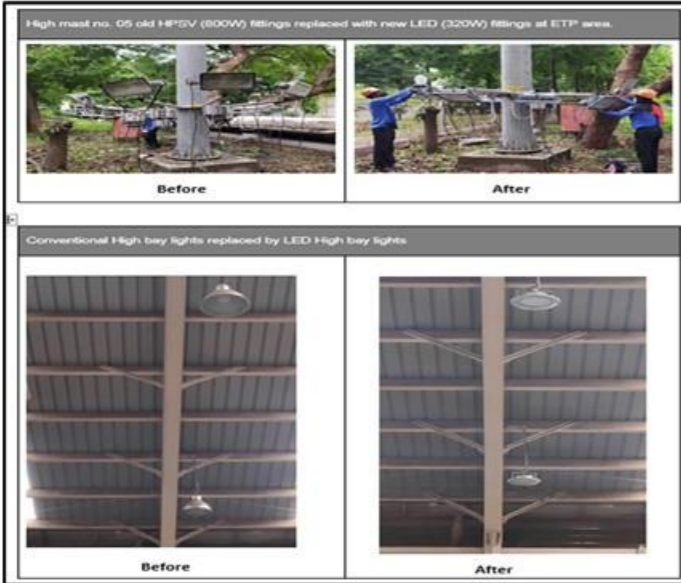 High mast no. 05 old HPSV (800W) fittings replaced with new LED (320W) fittings at ETP area.
Before
After
Conventional High bay lights replaced by LED High bay lights
Before
After